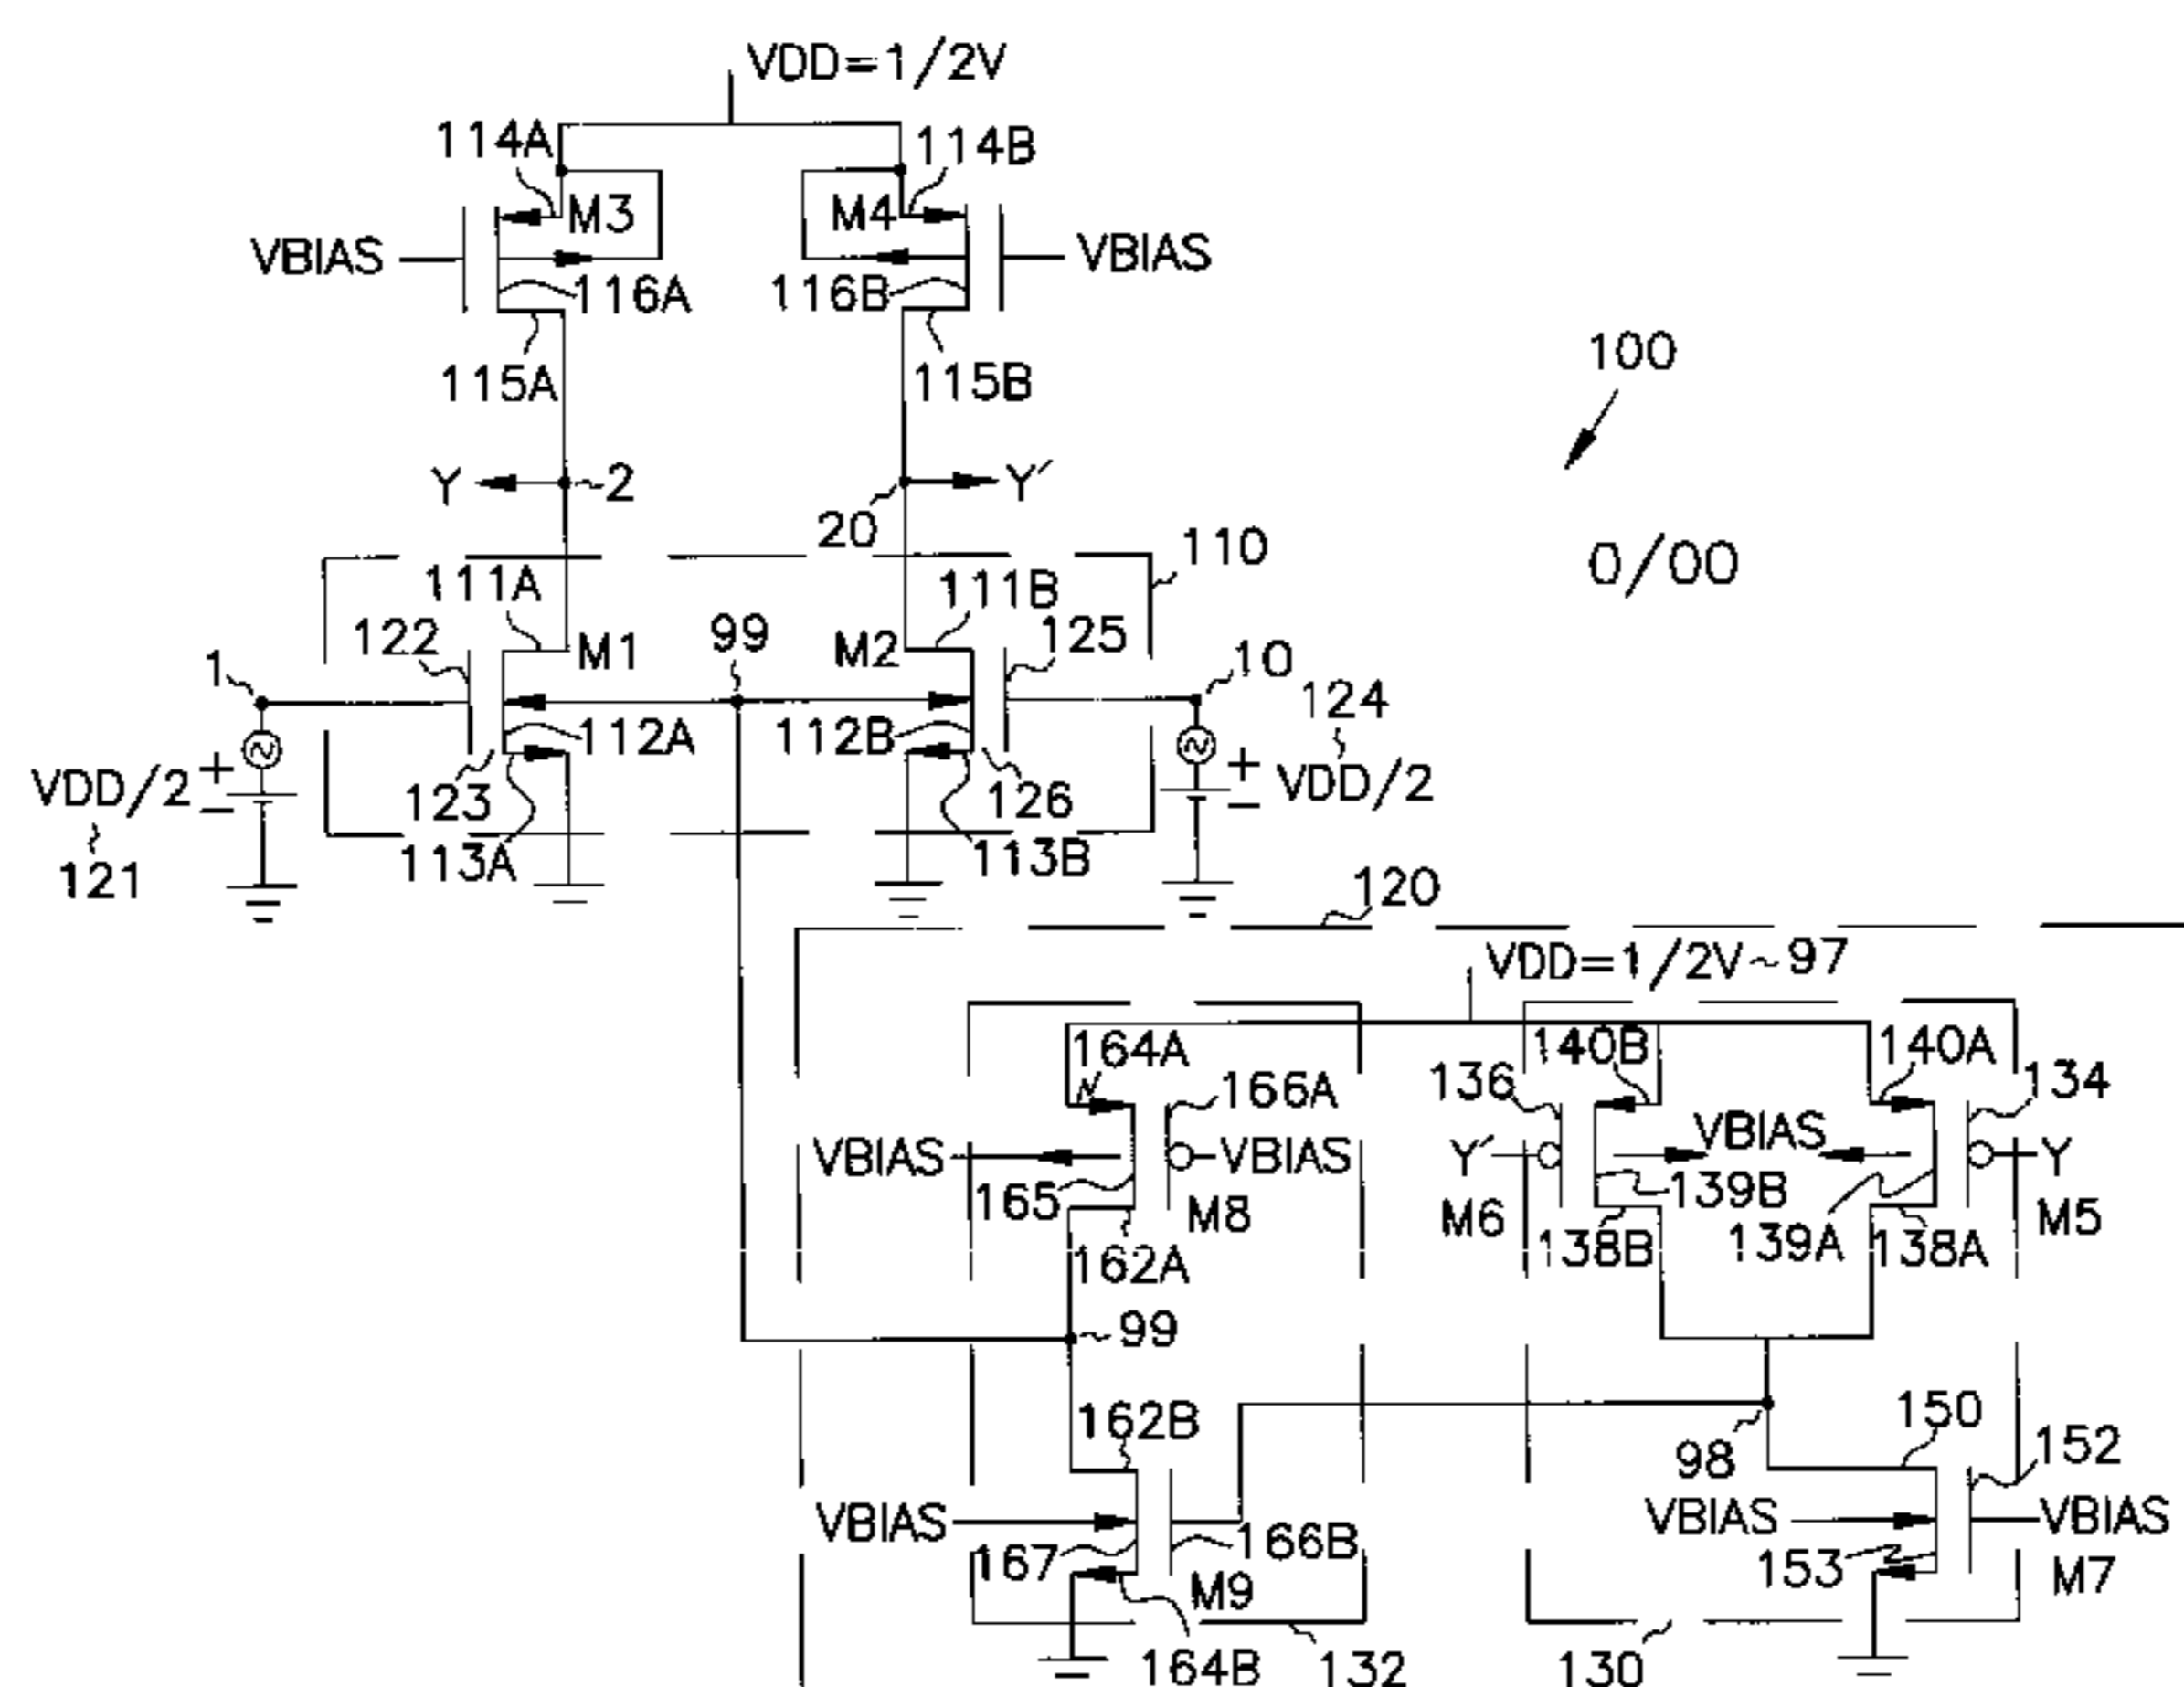 VDD=1/2V
114A
114B
M3
M4
VBIAS
VBIAS
116A
116B
115A
115B
100
Y
2
Y′
20
110
0/00
111A
111B
122
M1
99
M2
125
1
10
112A
112B
124
VDD/2
+
-
123
126
+
-
VDD/2
121
113A
113B
120
VDD=1/2V~97
164A
140B
140A
166A
136
134
VBIAS
VBIAS
Y′
VBIAS
Y
165
M8
M6
139B
M5
162A
138B
139A
138A
99
162B
150
98
152
VBIAS
166B
VBIAS
VBIAS
167
M9
153
M7
164B
132
130